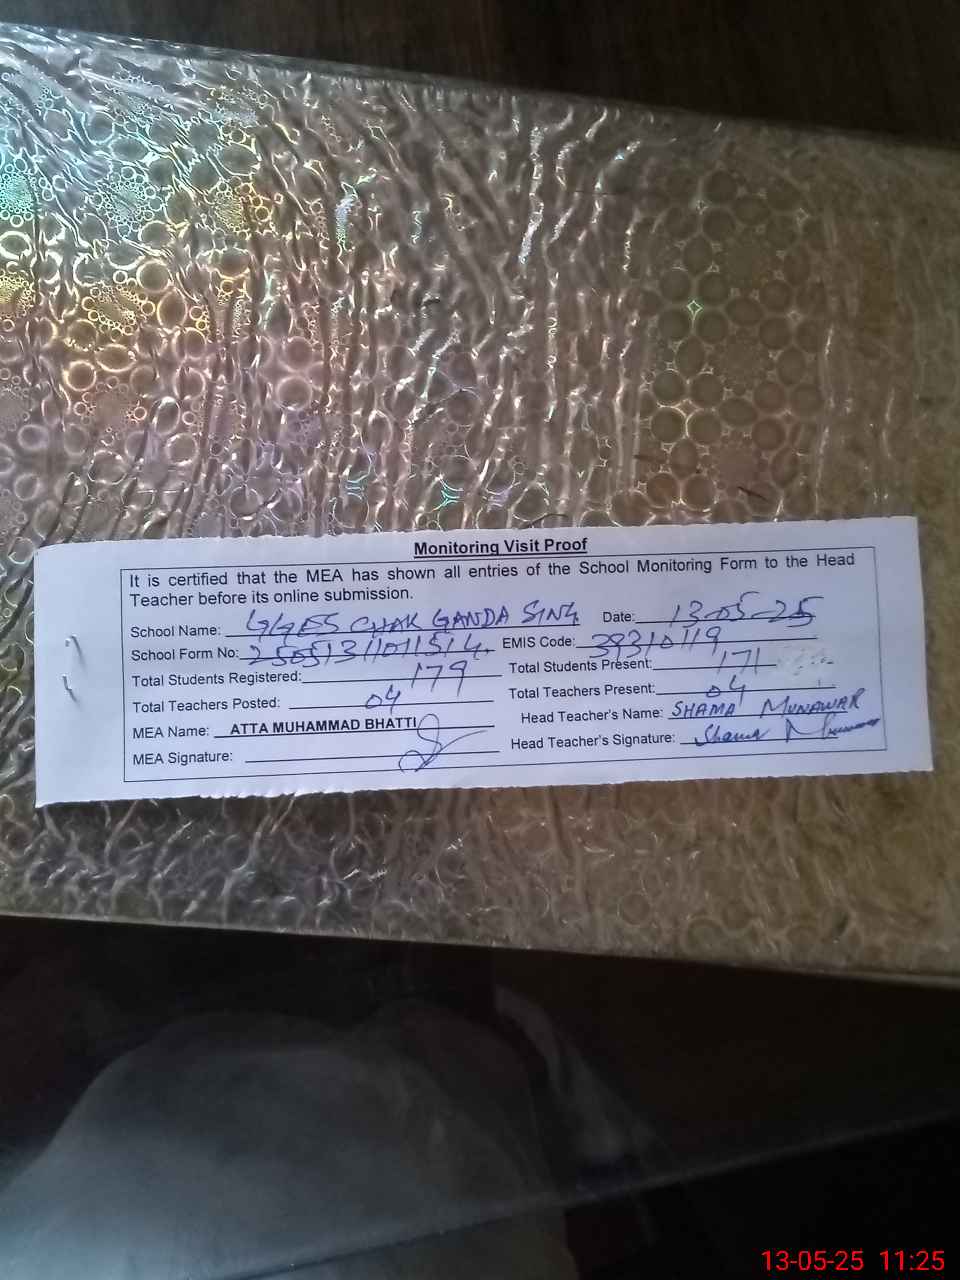 Monitoring Visit Proof
It is certified that the MEA has shown all entries of the School Monitoring Form to the Head
Teacher before its online submission.
School Name: GGES CHAK GANDA SING Date: 13-05-25
School Form No: EMIS Code: 39310119
Total Students Registered: 179 Total Students Present: 171
Total Teachers Posted: 04 Total Teachers Present: 04
MEA Name: ATTA MUHAMMAD BHATTI Head Teacher's Name: SHAMA MUNAWAR
MEA Signature: Head Teacher's Signature: Shama
13-05-25 11:25